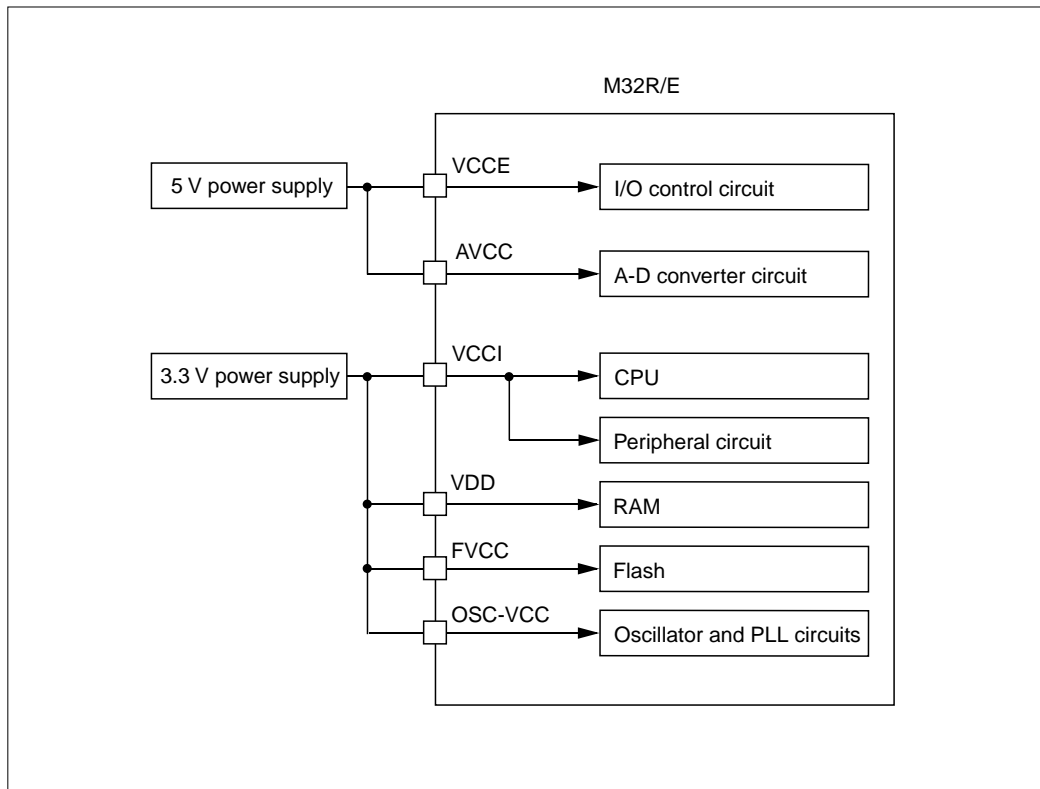 M32R/E
VCCE
5 V power supply
I/O control circuit
AVCC
A-D converter circuit
VCCI
3.3 V power supply
CPU
Peripheral circuit
VDD
RAM
FVCC
Flash
OSC-VCC
Oscillator and PLL circuits